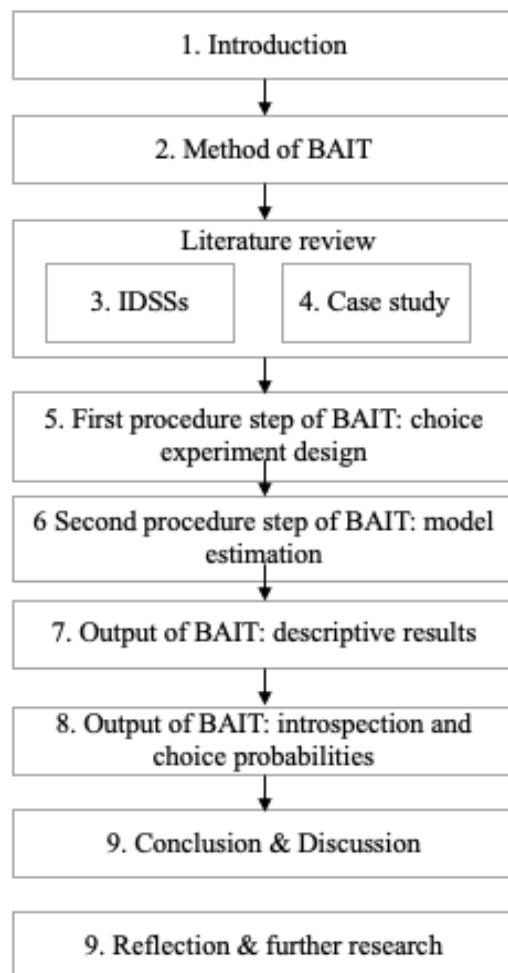 1. Introduction
2. Method of BAIT
Literature review
3. IDSSs
4. Case study
5. First procedure step of BAIT: choice
experiment design
6 Second procedure step of BAIT: model
estimation
7. Output of BAIT: descriptive results
8. Output of BAIT: introspection and
choice probabilities
9. Conclusion & Discussion
9. Reflection & further research